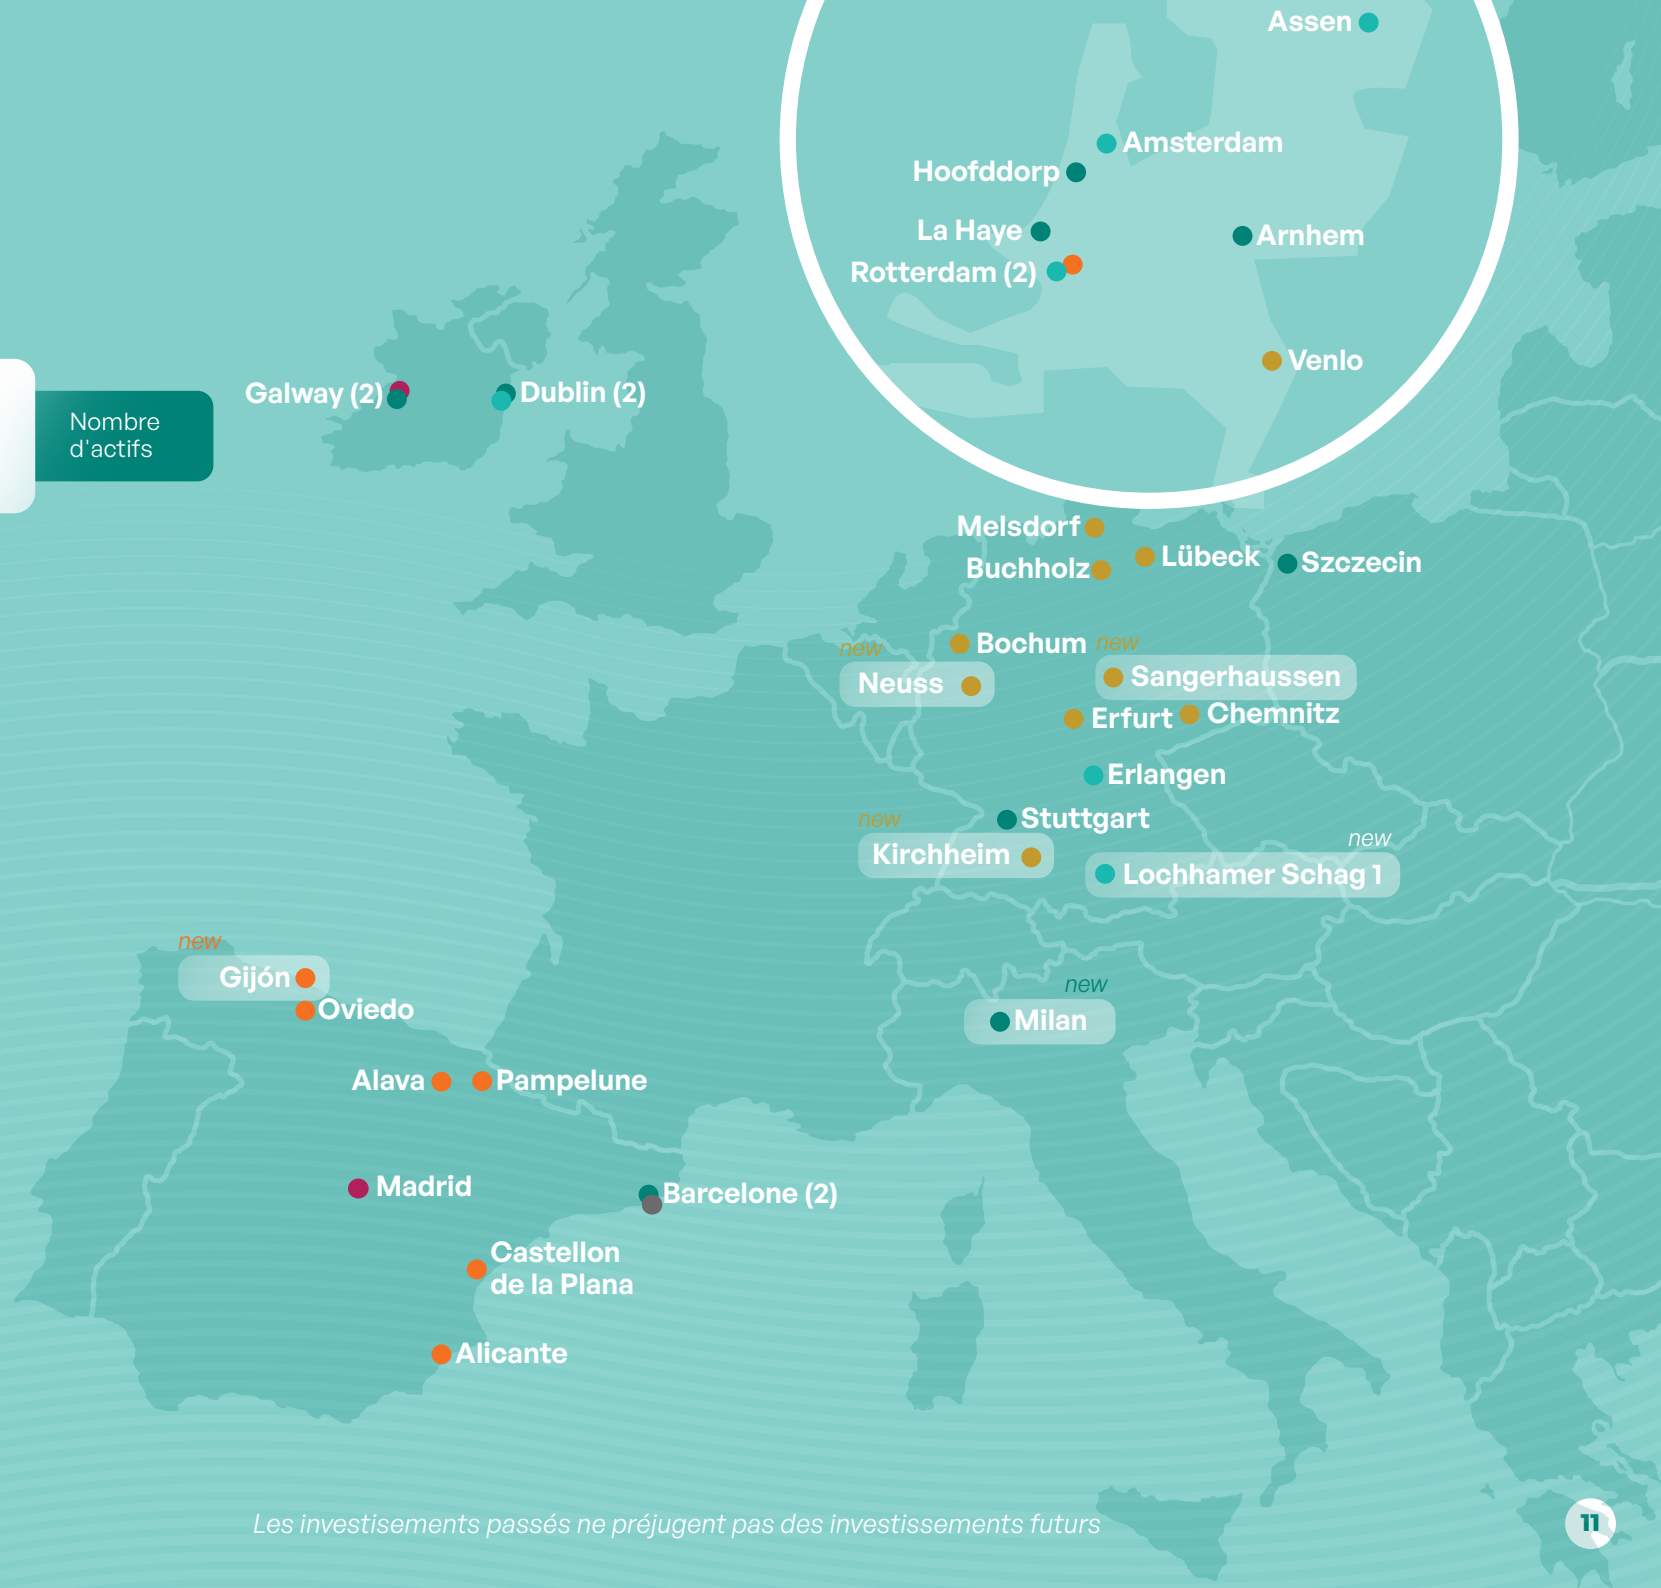 Assen
Amsterdam
Hoofddorp
La Haye
Arnhem
Rotterdam (2)
Venlo
Galway (2)
Dublin (2)
Nombre
d'actifs
Melsdorf
Lübeck
Szczecin
Buchholz
Bochum
new
new
Neuss
Sangerhaussen
Erfurt
Chemnitz
Erlangen
Stuttgart
new
Kirchheim
new
Lochhamer Schag 1
new
Gijón
Oviedo
new
Milan
Alava
Pampelune
Madrid
Barcelone (2)
Castellon
de la Plana
Alicante
Les investisements passés ne préjugent pas des investissements futurs
11